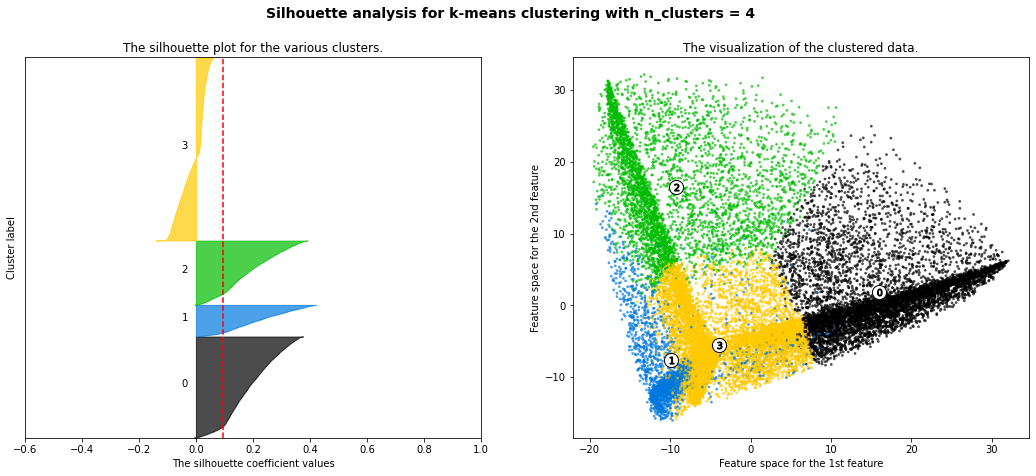 Silhouette analysis for k-means clustering with n_clusters = 4
The silhouette plot for the various clusters.
Cluster label
3
2
1
0
−0.6 −0.4 −0.2 0.0 0.2 0.4 0.6 0.8 1.0
The silhouette coefficient values
The visualization of the clustered data.
Feature space for the 2nd feature
30
20
10
0
−10
2
0
3
1
−20 −10 0 10 20 30
Feature space for the 1st feature